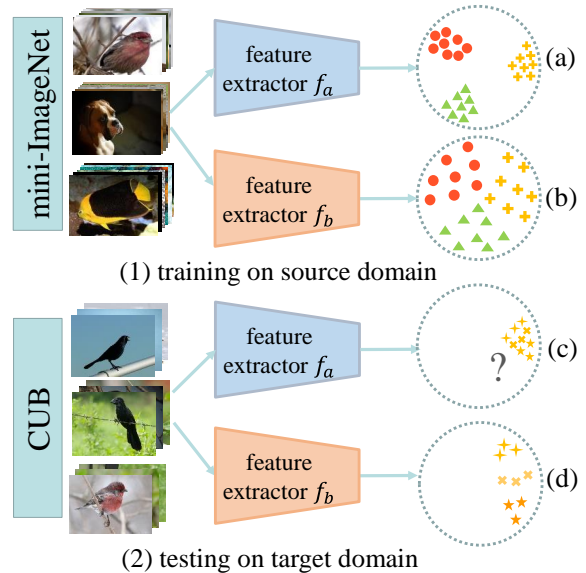 mini-ImageNet
feature
extractor f_a
(a)
feature
extractor f_b
(b)
(1) training on source domain
CUB
feature
extractor f_a
(c)
?
feature
extractor f_b
(d)
(2) testing on target domain